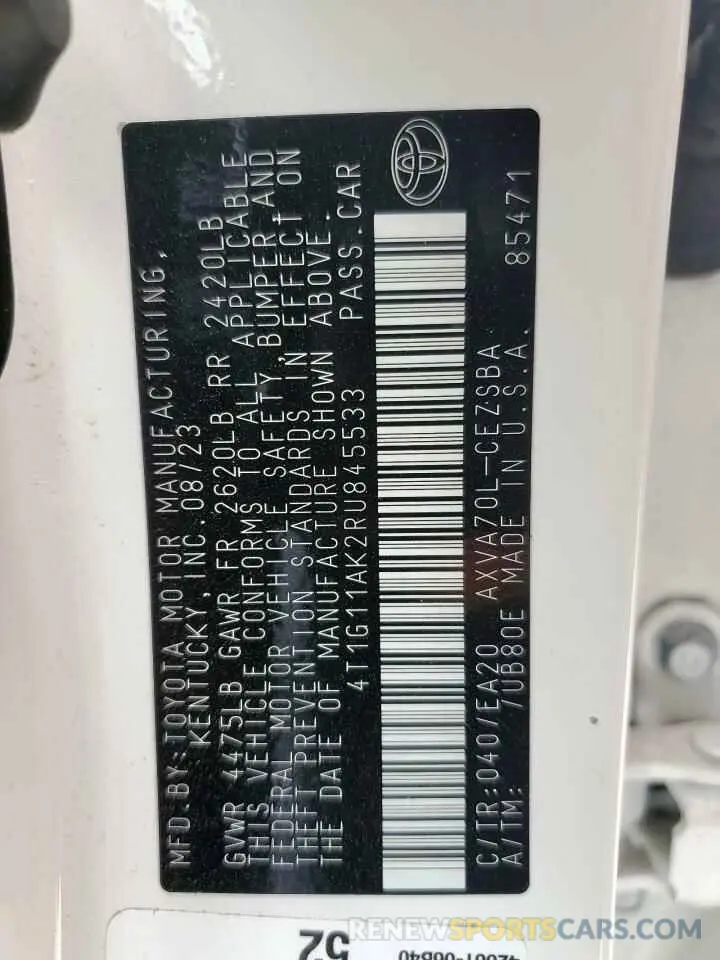 MFD.BY:TOYOTA MOTOR MANUFACTURING,
KENTUCKY, INC. 08/23
GVWR 4475LB GAWR FR 2620LB RR 2420LB
THIS VEHICLE CONFORMS TO ALL APPLICABLE
FEDERAL MOTOR VEHICLE SAFETY, BUMPER AND
THEFT PREVENTION STANDARDS IN EFFECT ON
THE DATE OF MANUFACTURE SHOWN ABOVE.
4T1G11AK2RU845533 PASS.CAR
C/TR:040/EA20 AXVA70L-CEZSBA
A/TM: /UB80E MADE IN U.S.A. 85471
52
RENEWSPORTSCARS.COM